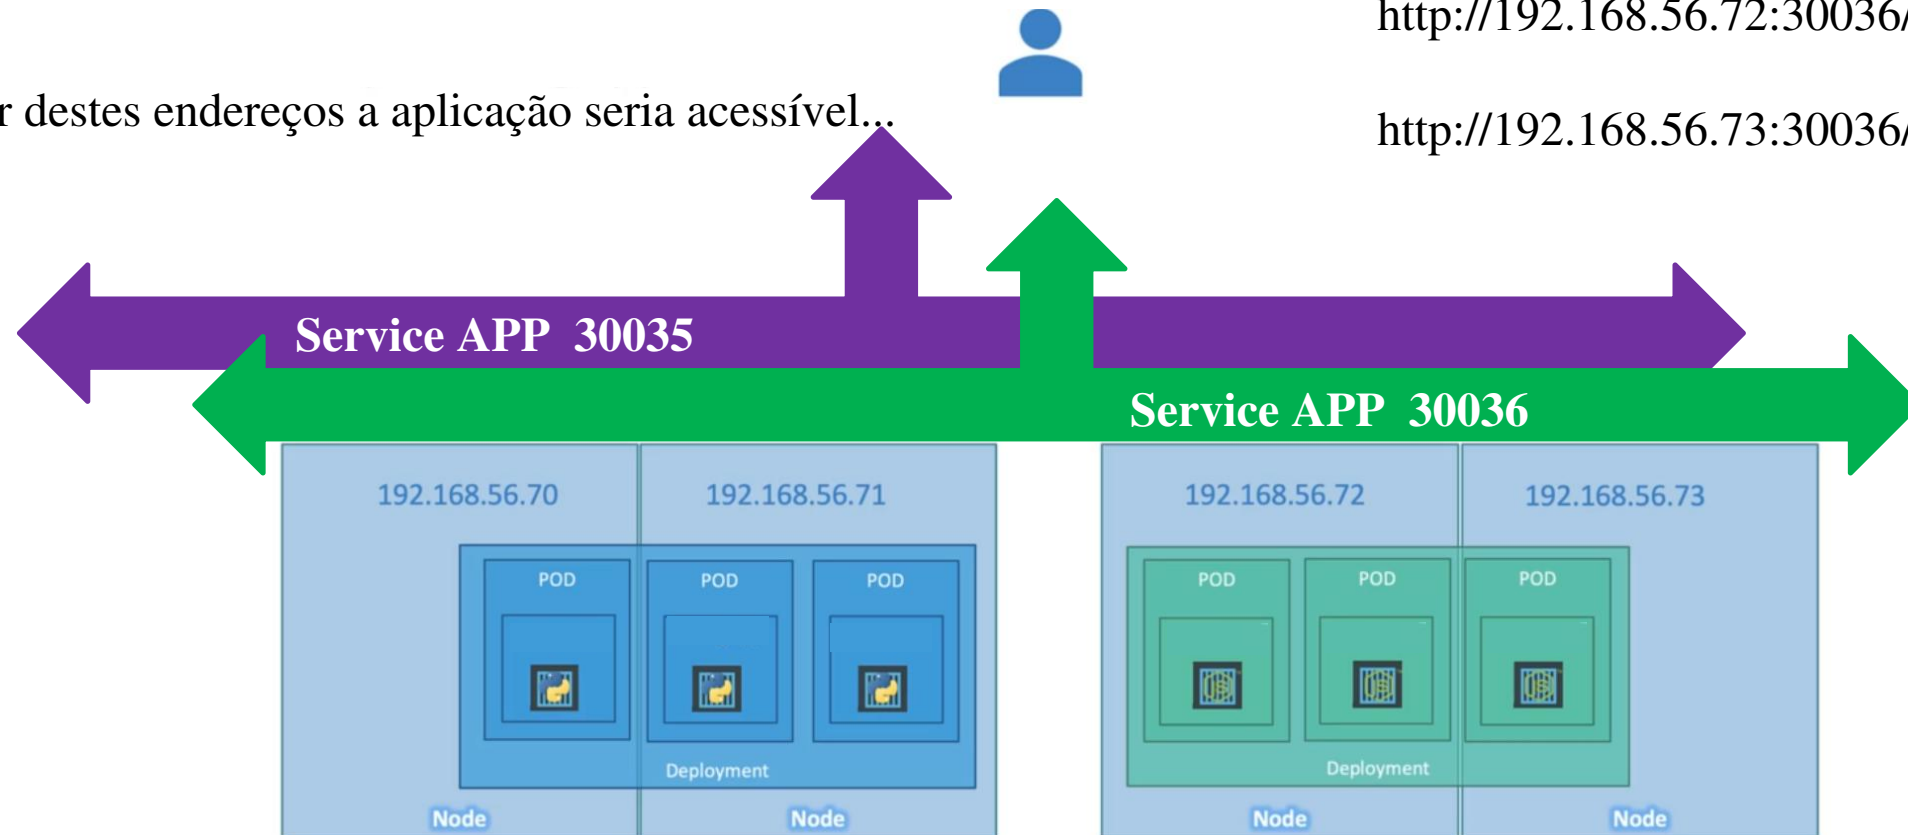 http://192.168.56.72:30036/
r destes endereços a aplicação seria acessível...
http://192.168.56.73:30036/
Service APP 30035
Service APP 30036
192.168.56.70
192.168.56.71
192.168.56.72
192.168.56.73
POD
POD
POD
POD
POD
POD
Deployment
Deployment
Node
Node
Node
Node